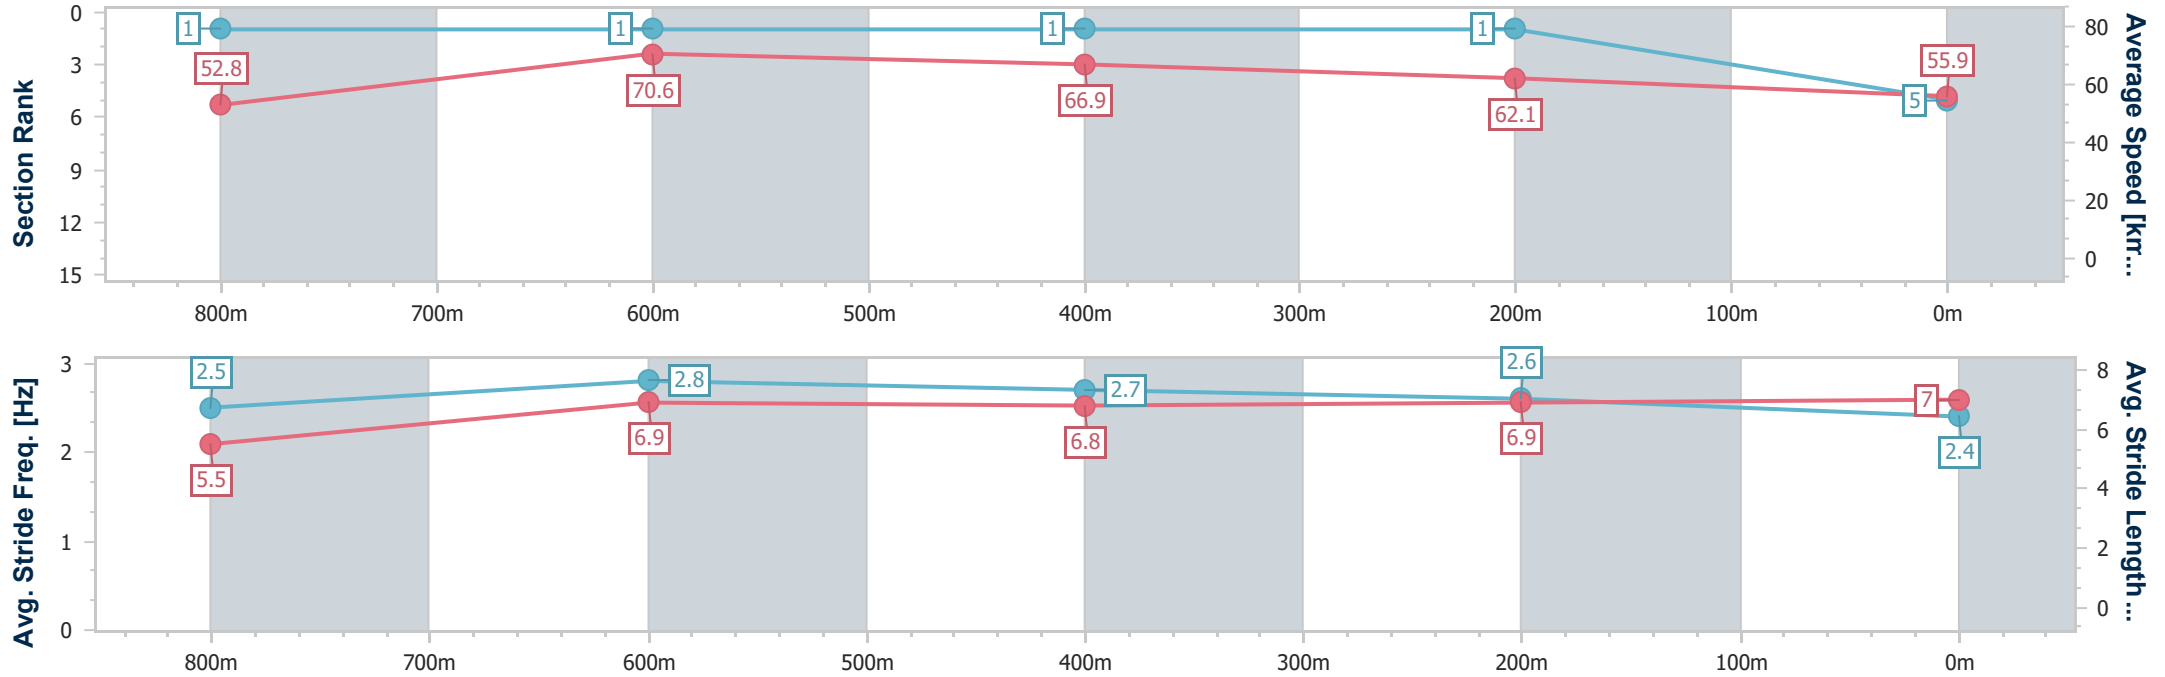 Section Rank
0
3
6
9
12
15
1
1
1
1
5
52.8
70.6
66.9
62.1
55.9
80
60
40
20
0
Average Speed [km...
800m
700m
600m
500m
400m
300m
200m
100m
0m
Avg. Stride Freq. [Hz]
3
2
1
0
2.5
2.8
2.7
2.6
2.4
5.5
6.9
6.8
6.9
7
8
6
4
2
0
Avg. Stride Length ...
800m
700m
600m
500m
400m
300m
200m
100m
0m